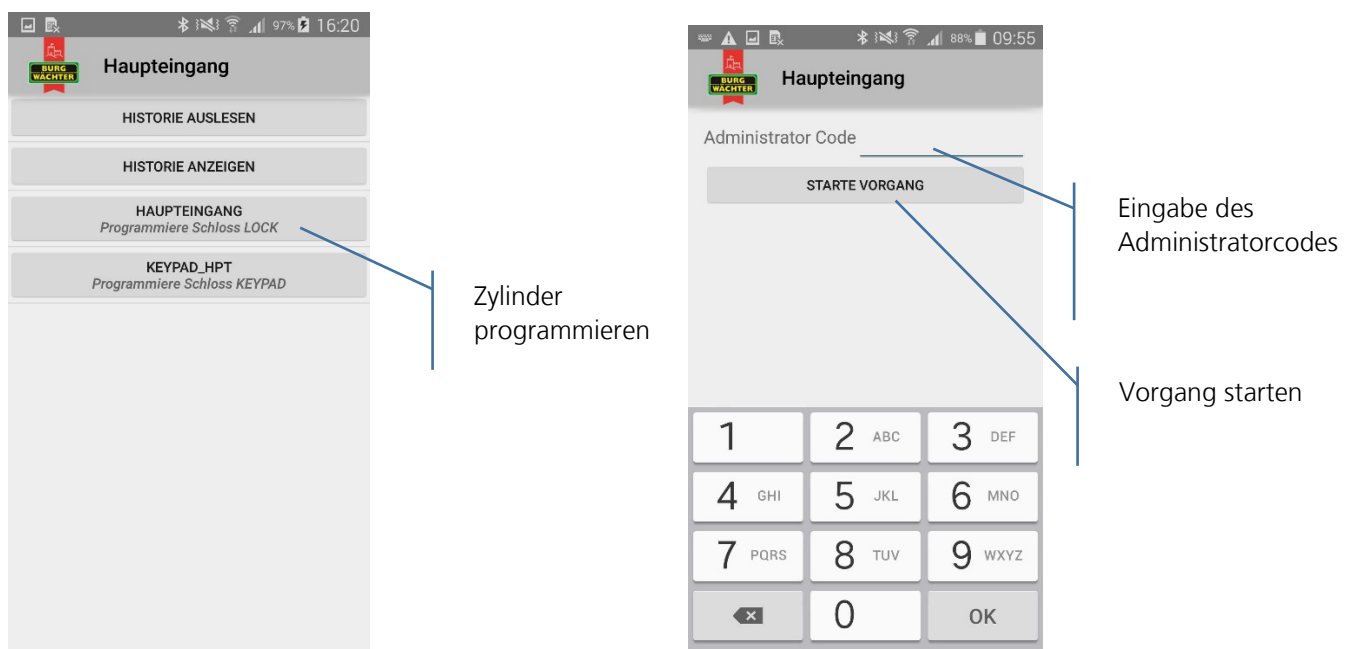 97% 16:20
BURG
WÄCHTER
Haupteingang
HISTORIE AUSLESEN
HISTORIE ANZEIGEN
HAUPTEINGANG
Programmiere Schloss LOCK
KEYPAD_HPT
Programmiere Schloss KEYPAD
Zylinder
programmieren
88% 09:55
BURG
WÄCHTER
Haupteingang
Administrator Code
STARTE VORGANG
Eingabe des
Administratorcodes
Vorgang starten
1 2 ABC 3 DEF
4 GHI 5 JKL 6 MNO
7 PQRS 8 TUV 9 WXYZ
0 OK